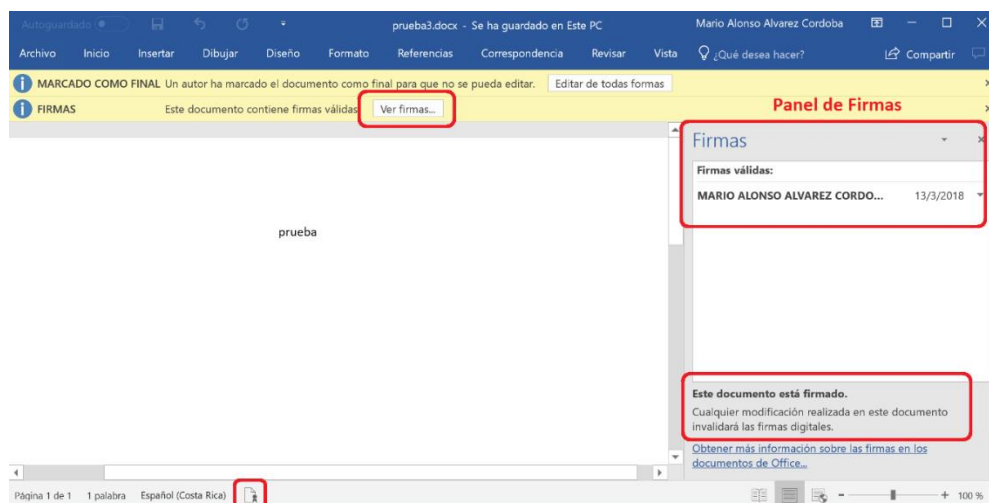 Autoguardado
prueba3.docx - Se ha guardado en Este PC
Mario Alonso Alvarez Cordoba
Archivo Inicio Insertar Dibujar Diseño Formato Referencias Correspondencia Revisar Vista ¿Qué desea hacer? Compartir
MARCADO COMO FINAL Un autor ha marcado el documento como final para que no se pueda editar. Editar de todas formas
FIRMAS Este documento contiene firmas válidas. Ver firmas...
Panel de Firmas
Firmas
Firmas válidas:
MARIO ALONSO ALVAREZ CORDO... 13/3/2018
prueba
Este documento está firmado.
Cualquier modificación realizada en este documento
invalidará las firmas digitales.
Obtener más información sobre las firmas en los
documentos de Office...
Página 1 de 1 1 palabra Español (Costa Rica) - + 100 %